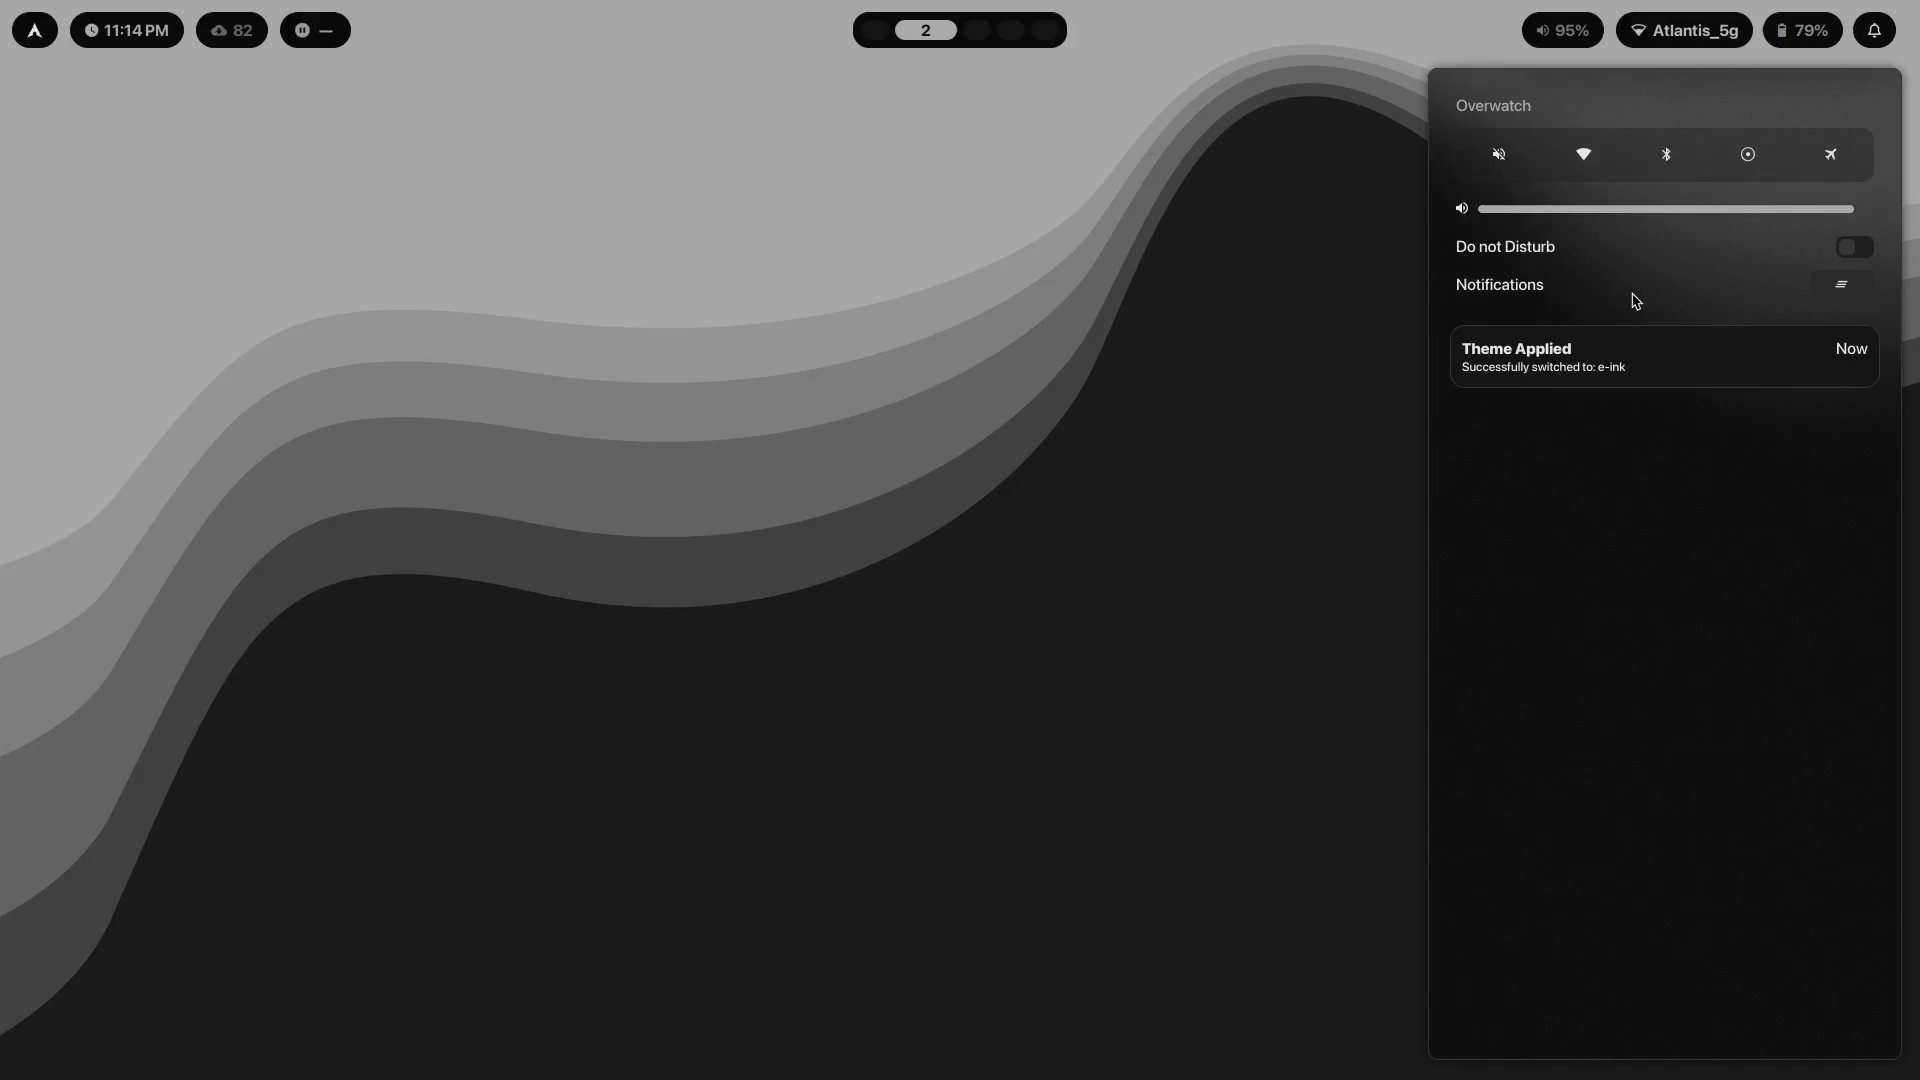 11:14 PM
82
2
95%
Atlantis_5g
79%
Overwatch
Do not Disturb
Notifications
Theme Applied
Now
Successfully switched to: e-ink